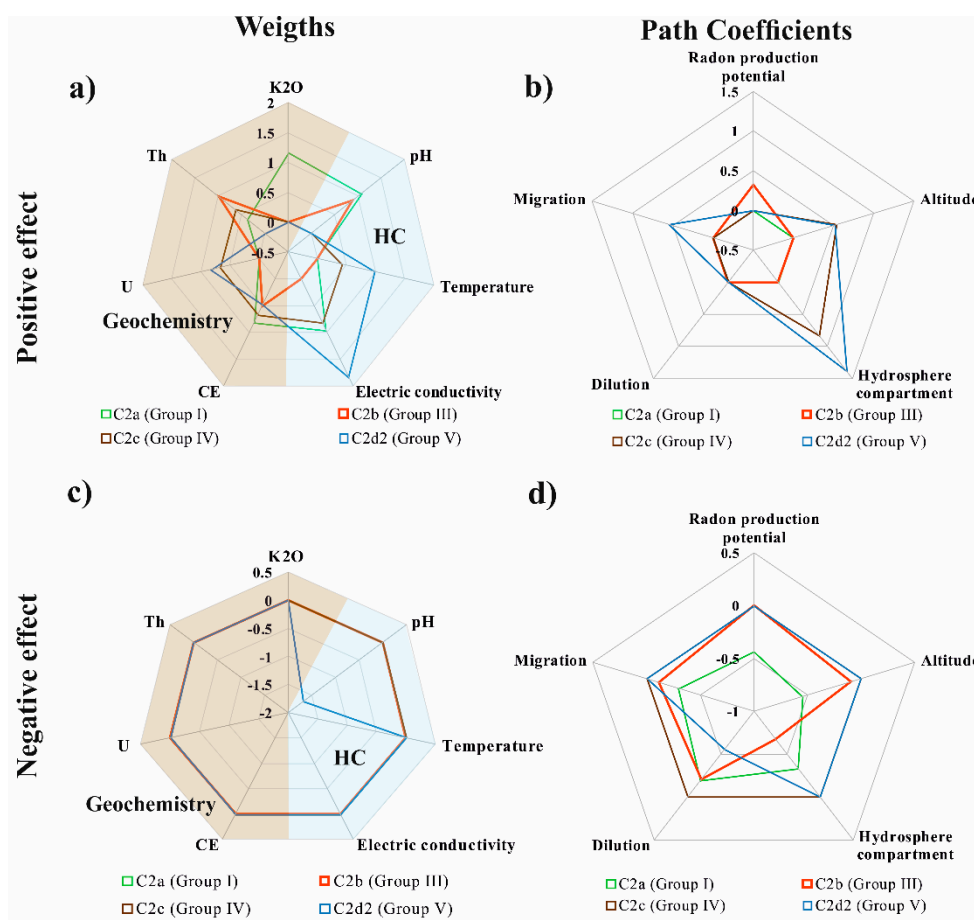 Weigths
Path Coefficients
Positive effect
a)
K2O
2
1.5
1
0.5
0
-0.5
Th
pH
HC
U
Temperature
Geochemistry
CE
Electric conductivity
C2a (Group I)
C2b (Group III)
C2c (Group IV)
C2d2 (Group V)
b)
Radon production
potential
1.5
1
0.5
0
-0.5
Migration
Altitude
Dilution
Hydrosphere
compartment
C2a (Group I)
C2b (Group III)
C2c (Group IV)
C2d2 (Group V)
Negative effect
c)
K2O
0.5
0
-0.5
-1
-1.5
-2
Th
pH
U
Temperature
HC
Geochemistry
CE
Electric conductivity
C2a (Group I)
C2b (Group III)
C2c (Group IV)
C2d2 (Group V)
d)
Radon production
potential
0.5
0
-0.5
-1
Migration
Altitude
Dilution
Hydrosphere
compartment
C2a (Group I)
C2b (Group III)
C2c (Group IV)
C2d2 (Group V)